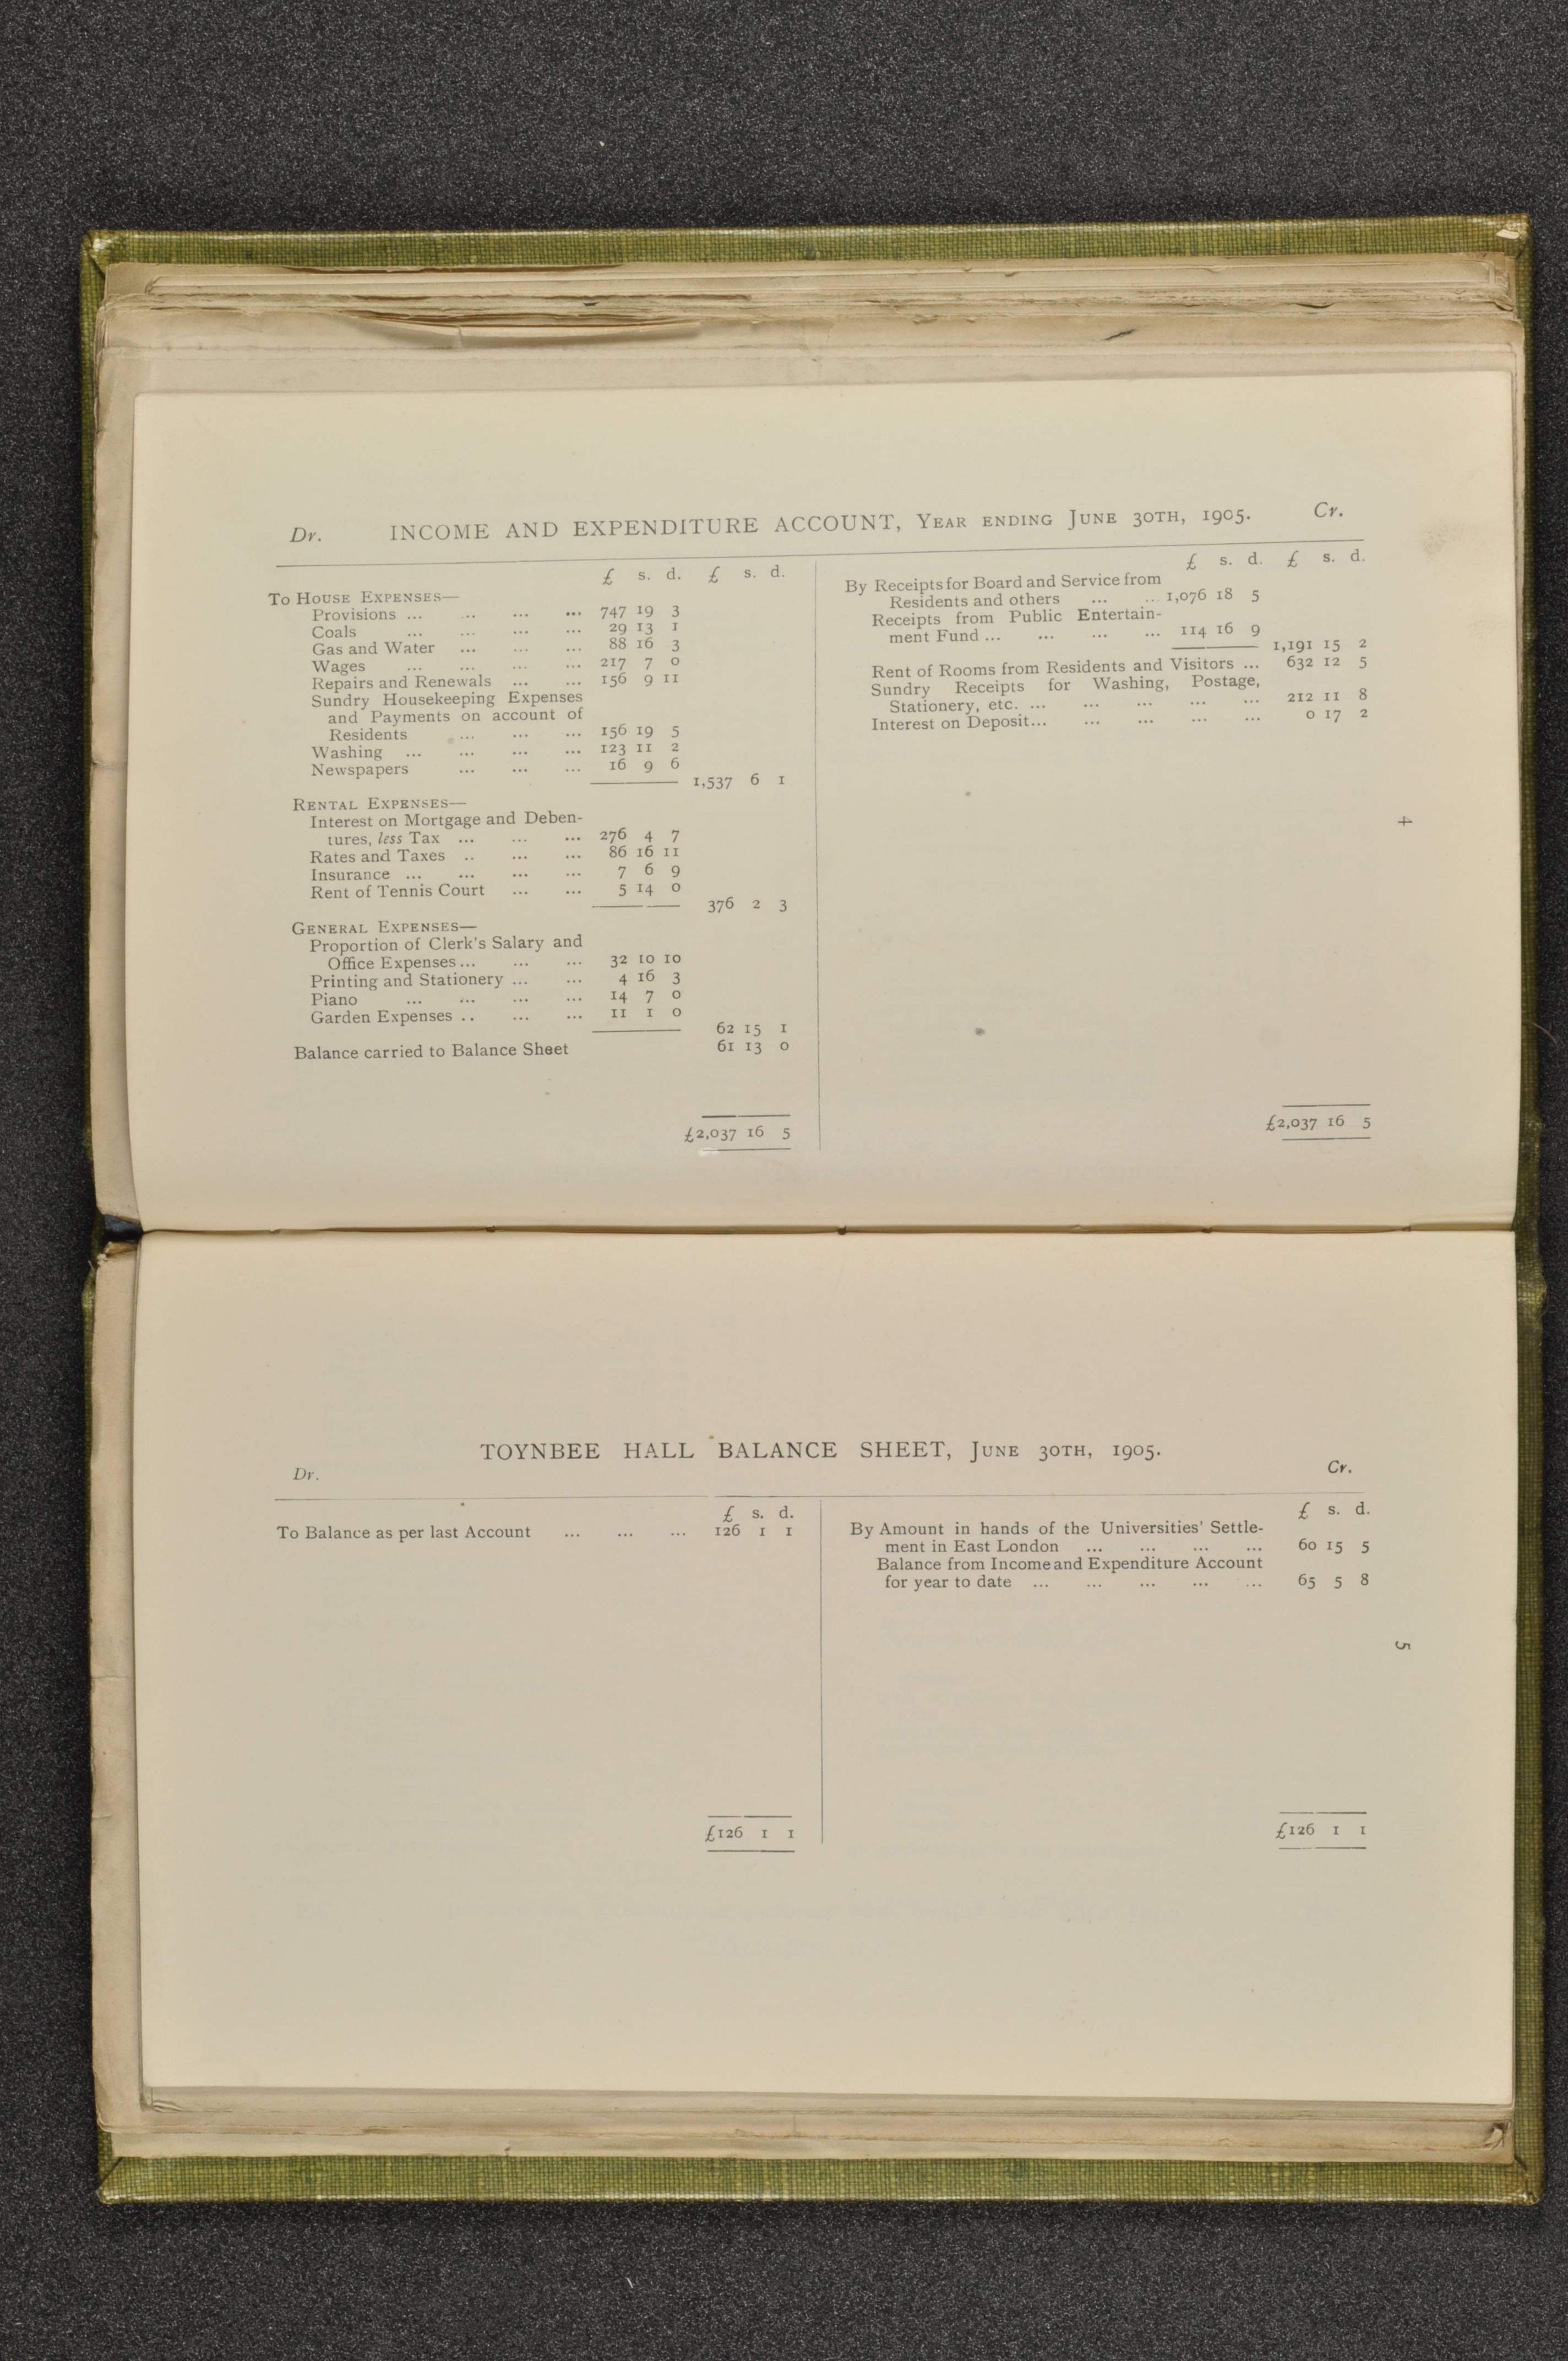 Dr. INCOME AND EXPENDITURE ACCOUNT, YEAR ENDING JUNE 30TH, 1905. Cr.
£ s. d. £ s. d.
To HOUSE EXPENSES—
Provisions ... ... ... ... 747 19 3
Coals ... ... ... ... 29 13 1
Gas and Water ... ... ... 88 16 3
Wages ... ... ... ... 217 7 0
Repairs and Renewals ... ... 156 9 11
Sundry Housekeeping Expenses
and Payments on account of
Residents ... ... ... 156 19 5
Washing ... ... ... ... 123 11 2
Newspapers ... ... ... 16 9 6
1,537 6 1
RENTAL EXPENSES—
Interest on Mortgage and Deben-
tures, less Tax ... ... ... 276 4 7
Rates and Taxes .. ... ... 86 16 11
Insurance ... ... ... ... 7 6 9
Rent of Tennis Court ... ... 5 14 0
376 2 3
GENERAL EXPENSES—
Proportion of Clerk's Salary and
Office Expenses ... ... ... 32 10 10
Printing and Stationery ... ... 4 16 3
Piano ... ... ... ... 14 7 0
Garden Expenses .. ... ... 11 1 0
62 15 1
Balance carried to Balance Sheet 61 13 0
£2,037 16 5
£ s. d. £ s. d.
By Receipts for Board and Service from
Residents and others ... ... 1,076 18 5
Receipts from Public Entertain-
ment Fund ... ... ... ... 114 16 9
1,191 15 2
Rent of Rooms from Residents and Visitors ... 632 12 5
Sundry Receipts for Washing, Postage,
Stationery, etc. ... ... ... ... ... 212 11 8
Interest on Deposit... ... ... ... ... 0 17 2
£2,037 16 5
4
TOYNBEE HALL BALANCE SHEET, JUNE 30TH, 1905.
Dr. Cr.
£ s. d.
To Balance as per last Account ... ... ... 126 1 1
£126 1 1
£ s. d.
By Amount in hands of the Universities' Settle-
ment in East London ... ... ... ... 60 15 5
Balance from Income and Expenditure Account
for year to date ... ... ... ... ... 65 5 8
£126 1 1
5